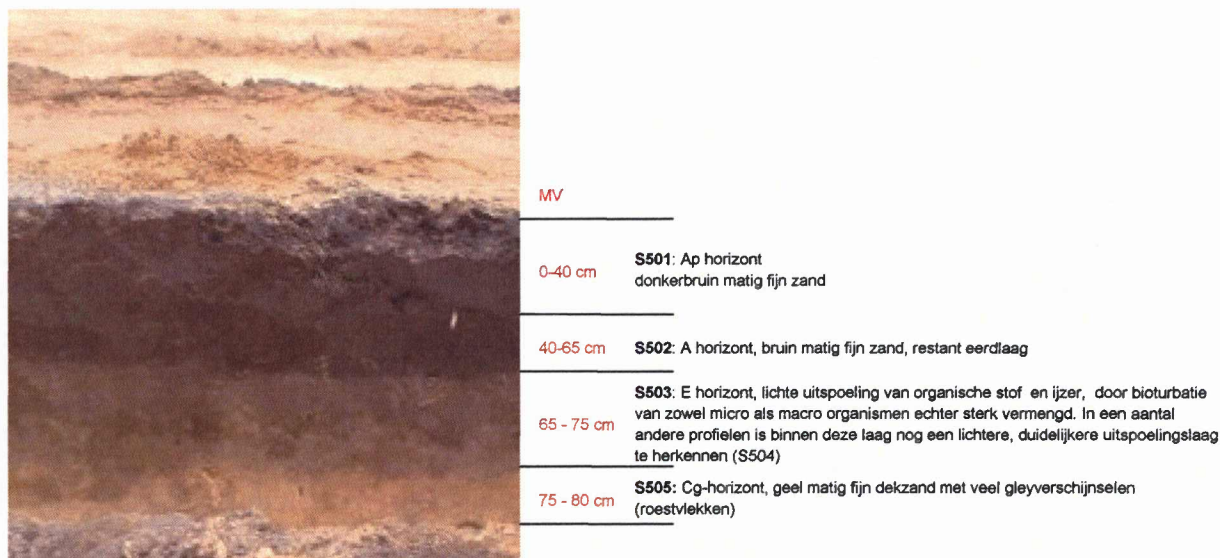 MV
0-40 cm
S501: Ap horizont
donkerbruin matig fijn zand
40-65 cm
S502: A horizont, bruin matig fijn zand, restant eerdlaag
65 - 75 cm
S503: E horizont, lichte uitspoeling van organische stof en ijzer, door bioturbatie
van zowel micro als macro organismen echter sterk vermengd. In een aantal
andere profielen is binnen deze laag nog een lichtere, duidelijkere uitspoelingslaag
te herkennen (S504)
75 - 80 cm
S505: Cg-horizont, geel matig fijn dekzand met veel gleyverschijnselen
(roestvlekken)